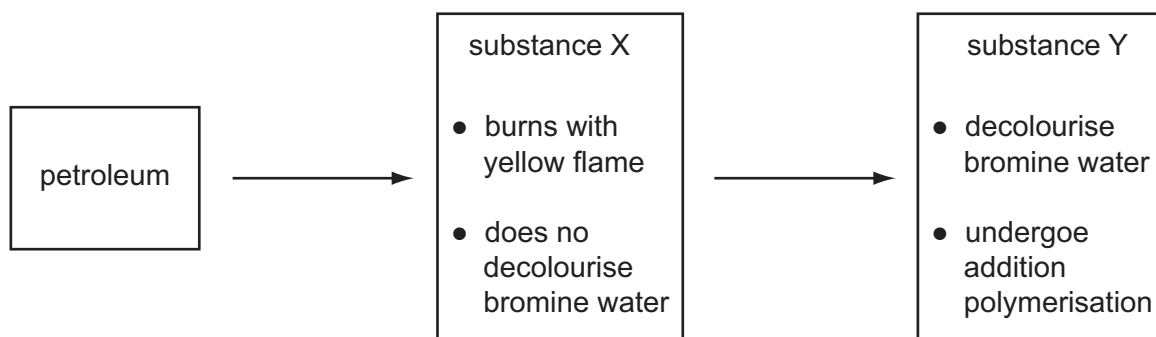 petroleum
substance X
● burns with
yellow flame
● does no
decolourise
bromine water
substance Y
● decolourise
bromine water
● undergoe
addition
polymerisation